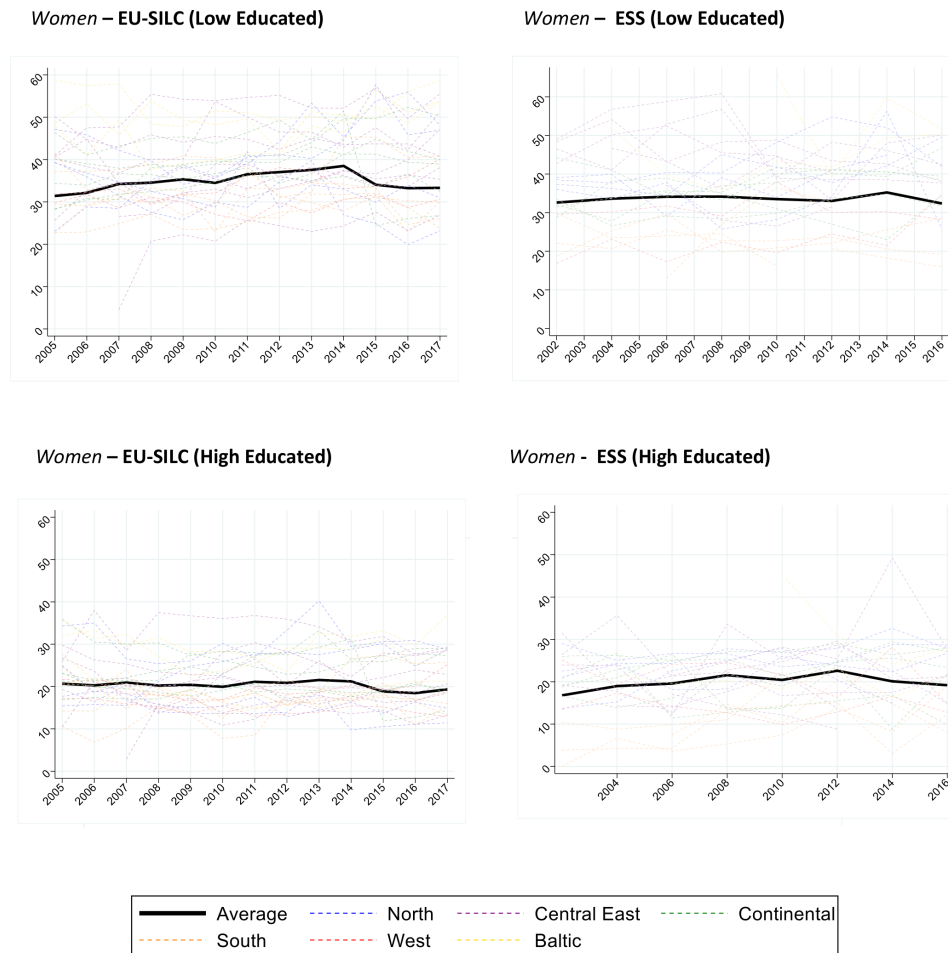 Women – EU-SILC (Low Educated)
Women – ESS (Low Educated)
60
50
40
30
20
10
0
2005 2006 2007 2008 2009 2010 2011 2012 2013 2014 2015 2016 2017
60
50
40
30
20
10
0
2002 2003 2004 2005 2006 2007 2008 2009 2010 2011 2012 2013 2014 2015 2016
Women – EU-SILC (High Educated)
Women - ESS (High Educated)
60
50
40
30
20
10
0
2005 2006 2007 2008 2009 2010 2011 2012 2013 2014 2015 2016 2017
60
50
40
30
20
10
0
2004 2006 2008 2010 2012 2014 2016
Average North Central East Continental
South West Baltic